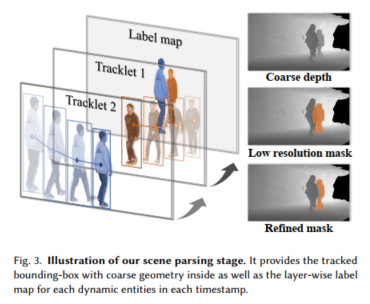 Label map
Tracklet 1
Tracklet 2
Coarse depth
Low resolution mask
Refined mask
Fig. 3. Illustration of our scene parsing stage. It provides the tracked
bounding-box with coarse geometry inside as well as the layer-wise label
map for each dynamic entities in each timestamp.